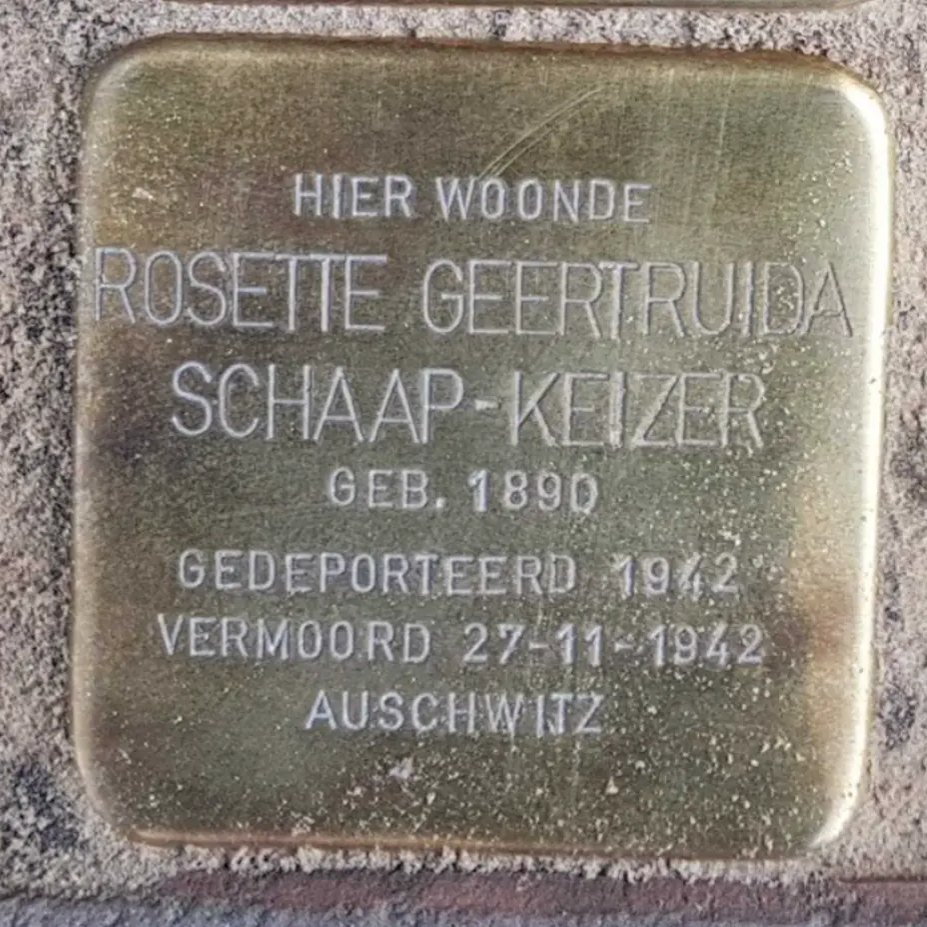 HIER WOONDE
ROSETTE GEERTRUIDA
SCHAAP-KEIZER
GEB. 1890
GEDEPORTEERD 1942
VERMOORD 27-11-1942
AUSCHWITZ